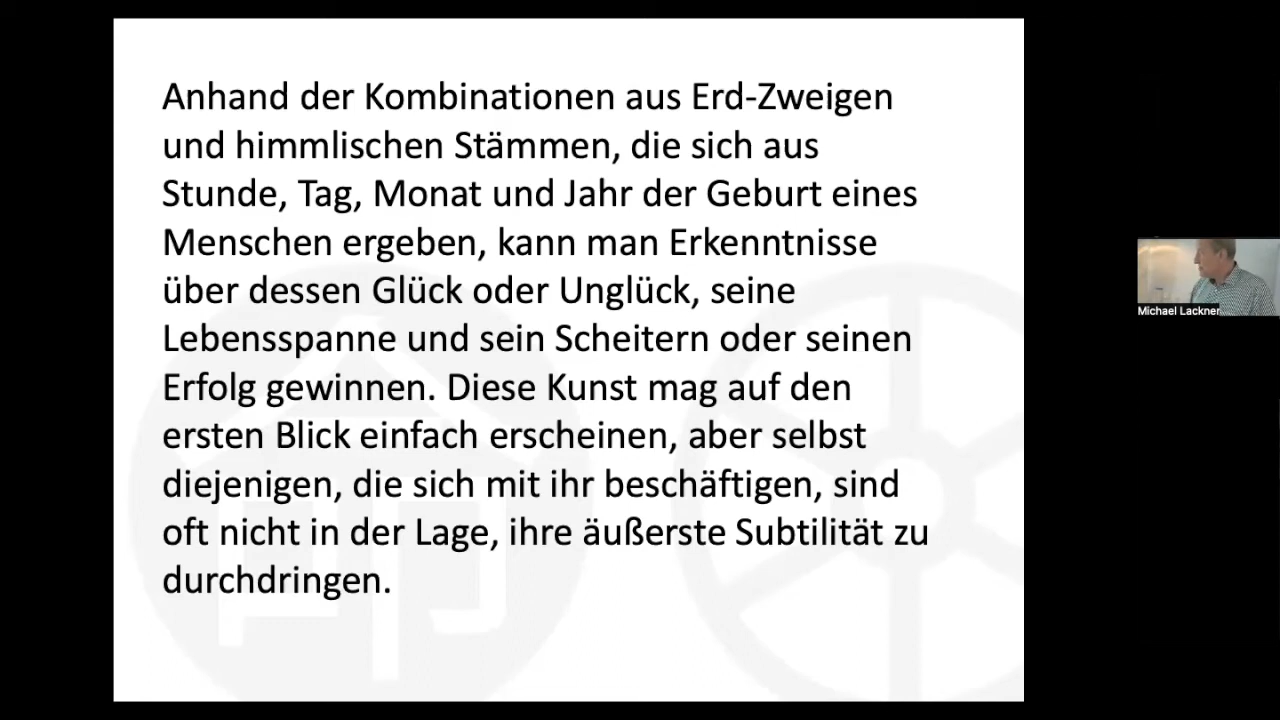 Anhand der Kombinationen aus Erd-Zweigen
und himmlischen Stämmen, die sich aus
Stunde, Tag, Monat und Jahr der Geburt eines
Menschen ergeben, kann man Erkenntnisse
über dessen Glück oder Unglück, seine
Lebensspanne und sein Scheitern oder seinen
Erfolg gewinnen. Diese Kunst mag auf den
ersten Blick einfach erscheinen, aber selbst
diejenigen, die sich mit ihr beschäftigen, sind
oft nicht in der Lage, ihre äußerste Subtilität zu
durchdringen.
Michael Lackner